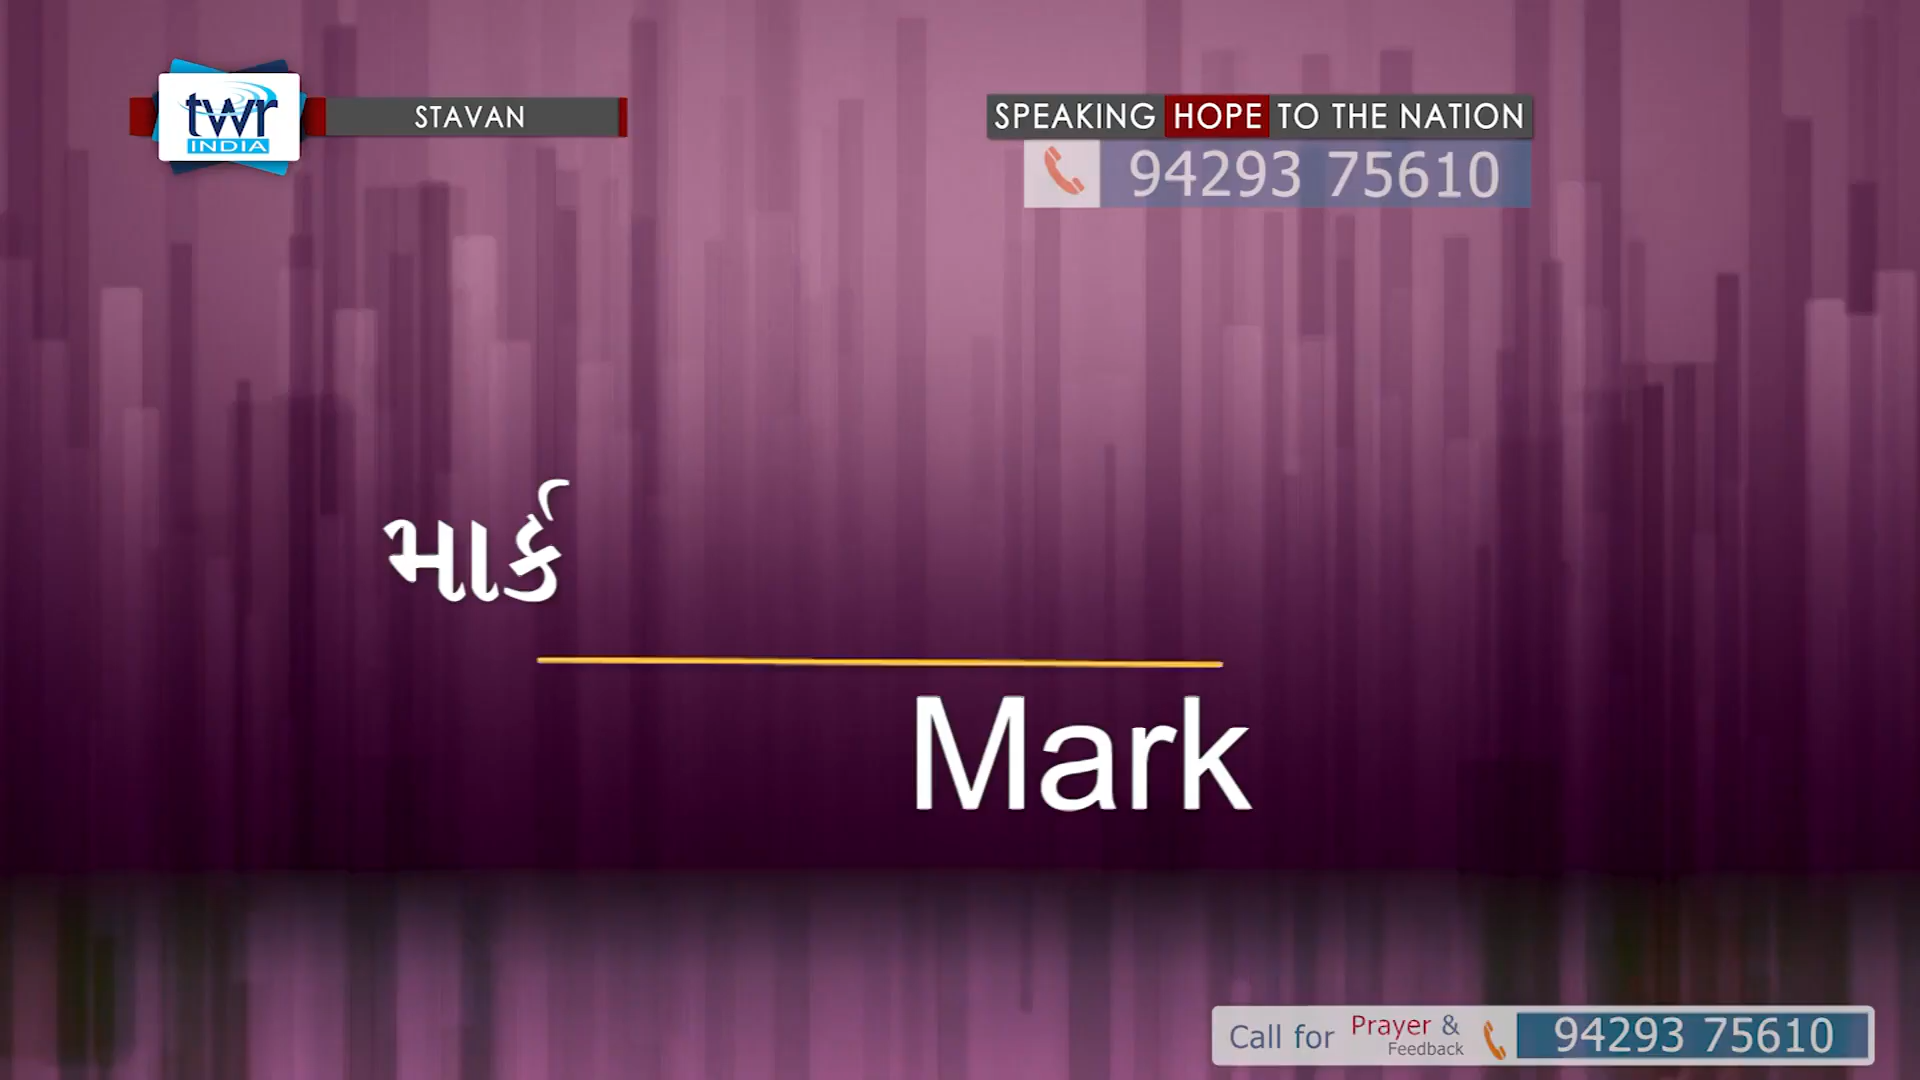 twr
INDIA
STAVAN
SPEAKING HOPE TO THE NATION
94293 75610
માર્ક
Mark
Call for Prayer & Feedback 94293 75610